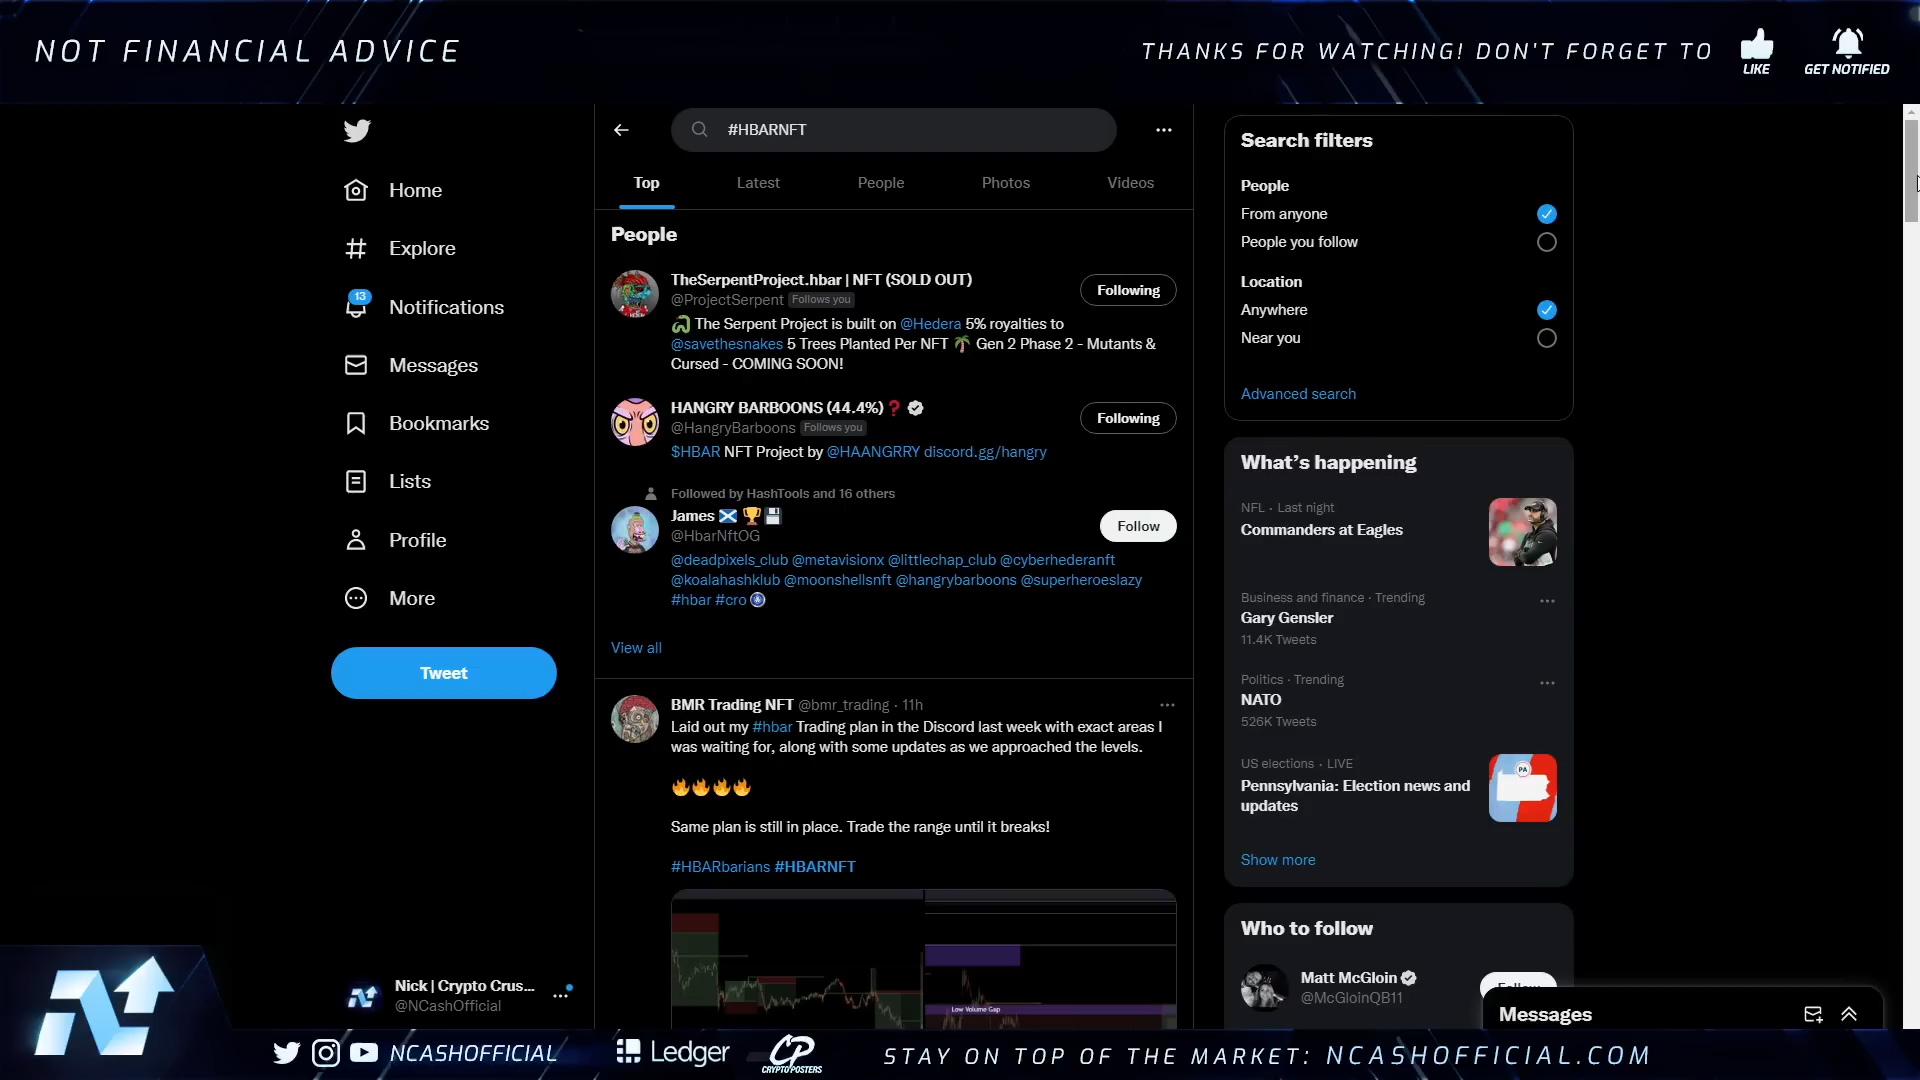 NOT FINANCIAL ADVICE
THANKS FOR WATCHING! DON'T FORGET TO
LIKE
GET NOTIFIED
#HBARNFT
Top
Latest
People
Photos
Videos
Home
Explore
13
Notifications
Messages
Bookmarks
Lists
Profile
More
Tweet
Nick | Crypto Crus...
@NCashOfficial
People
TheSerpentProject.hbar | NFT (SOLD OUT)
@ProjectSerpent Follows you
Following
The Serpent Project is built on @Hedera 5% royalties to
@savethesnakes 5 Trees Planted Per NFT 🌴 Gen 2 Phase 2 - Mutants &
Cursed - COMING SOON!
HANGRY BARBOONS (44.4%)❓
@HangryBarboons Follows you
Following
$HBAR NFT Project by @HAANGRRY discord.gg/hangry
Followed by HashTools and 16 others
James 🏴󠁧󠁢󠁳󠁣󠁴󠁿 🏆💾
@HbarNftOG
Follow
@deadpixels_club @metavisionx @littlechap_club @cyberhederanft
@koalahashklub @moonshellsnft @hangrybarboons @superheroeslazy
#hbar #cro
View all
BMR Trading NFT @bmr_trading · 11h
Laid out my #hbar Trading plan in the Discord last week with exact areas I
was waiting for, along with some updates as we approached the levels.
🔥🔥🔥🔥
Same plan is still in place. Trade the range until it breaks!
#HBARbarians #HBARNFT
Low Volume Gap
Search filters
People
From anyone
People you follow
Location
Anywhere
Near you
Advanced search
What's happening
NFL · Last night
Commanders at Eagles
Business and finance · Trending
Gary Gensler
11.4K Tweets
Politics · Trending
NATO
526K Tweets
US elections · LIVE
Pennsylvania: Election news and
updates
PA
Show more
Who to follow
Matt McGloin
@McGloinQB11
Follow
Messages
NCASHOFFICIAL
Ledger
CP
CRYPTOPOSTERS
STAY ON TOP OF THE MARKET: NCASHOFFICIAL.COM